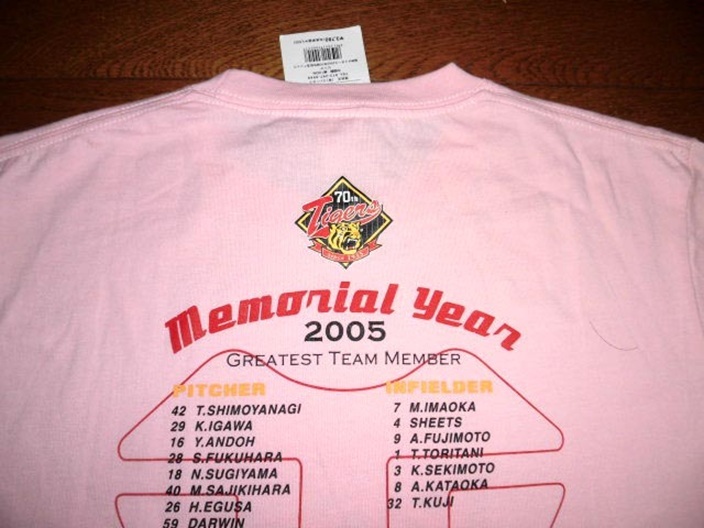 70th
Tigers
SINCE 1935
Memorial Year
2005
GREATEST TEAM MEMBER
PITCHER
42 T.SHIMOYANAGI
29 K.IGAWA
16 Y.ANDOH
28 S.FUKUHARA
18 N.SUGIYAMA
40 M.SAJIKIHARA
26 H.EGUSA
59 DARWIN
INFIELDER
7 M.IMAOKA
4 SHEETS
9 A.FUJIMOTO
1 T.TORITANI
3 K.SEKIMOTO
8 A.KATAOKA
32 T.KUJI